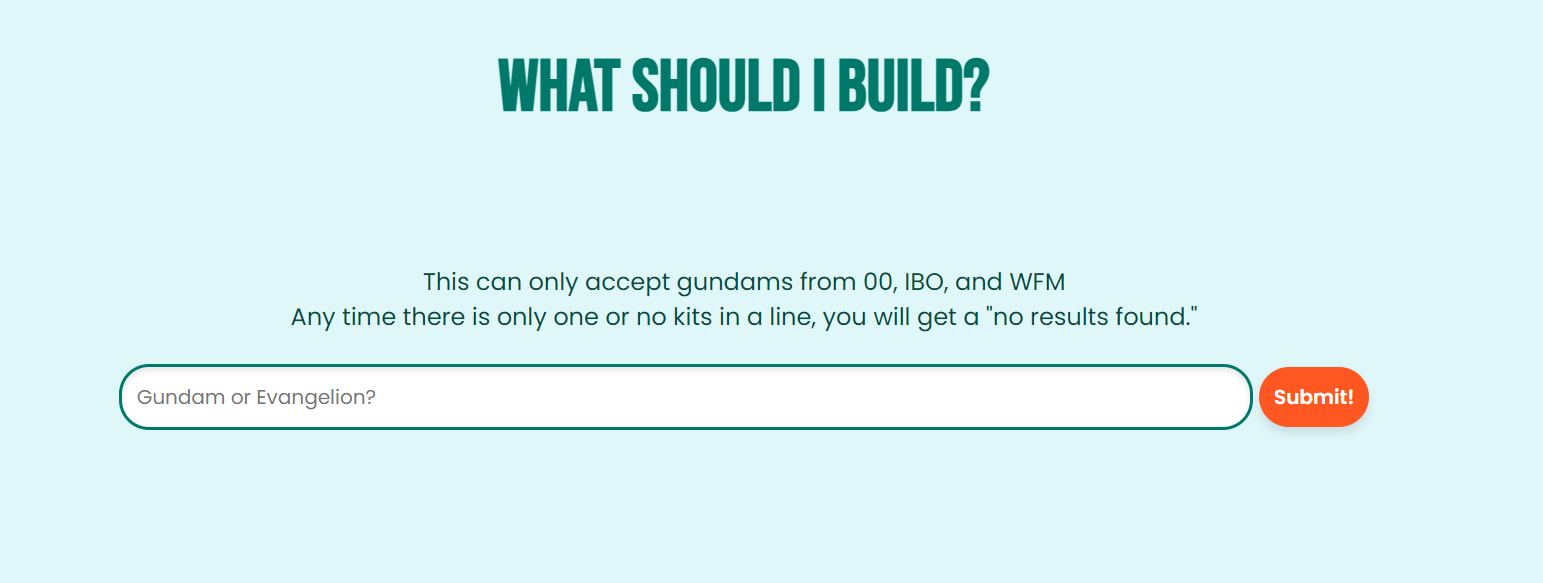 WHAT SHOULD I BUILD?
This can only accept gundams from 00, IBO, and WFM
Any time there is only one or no kits in a line, you will get a "no results found."
Gundam or Evangelion?
Submit!